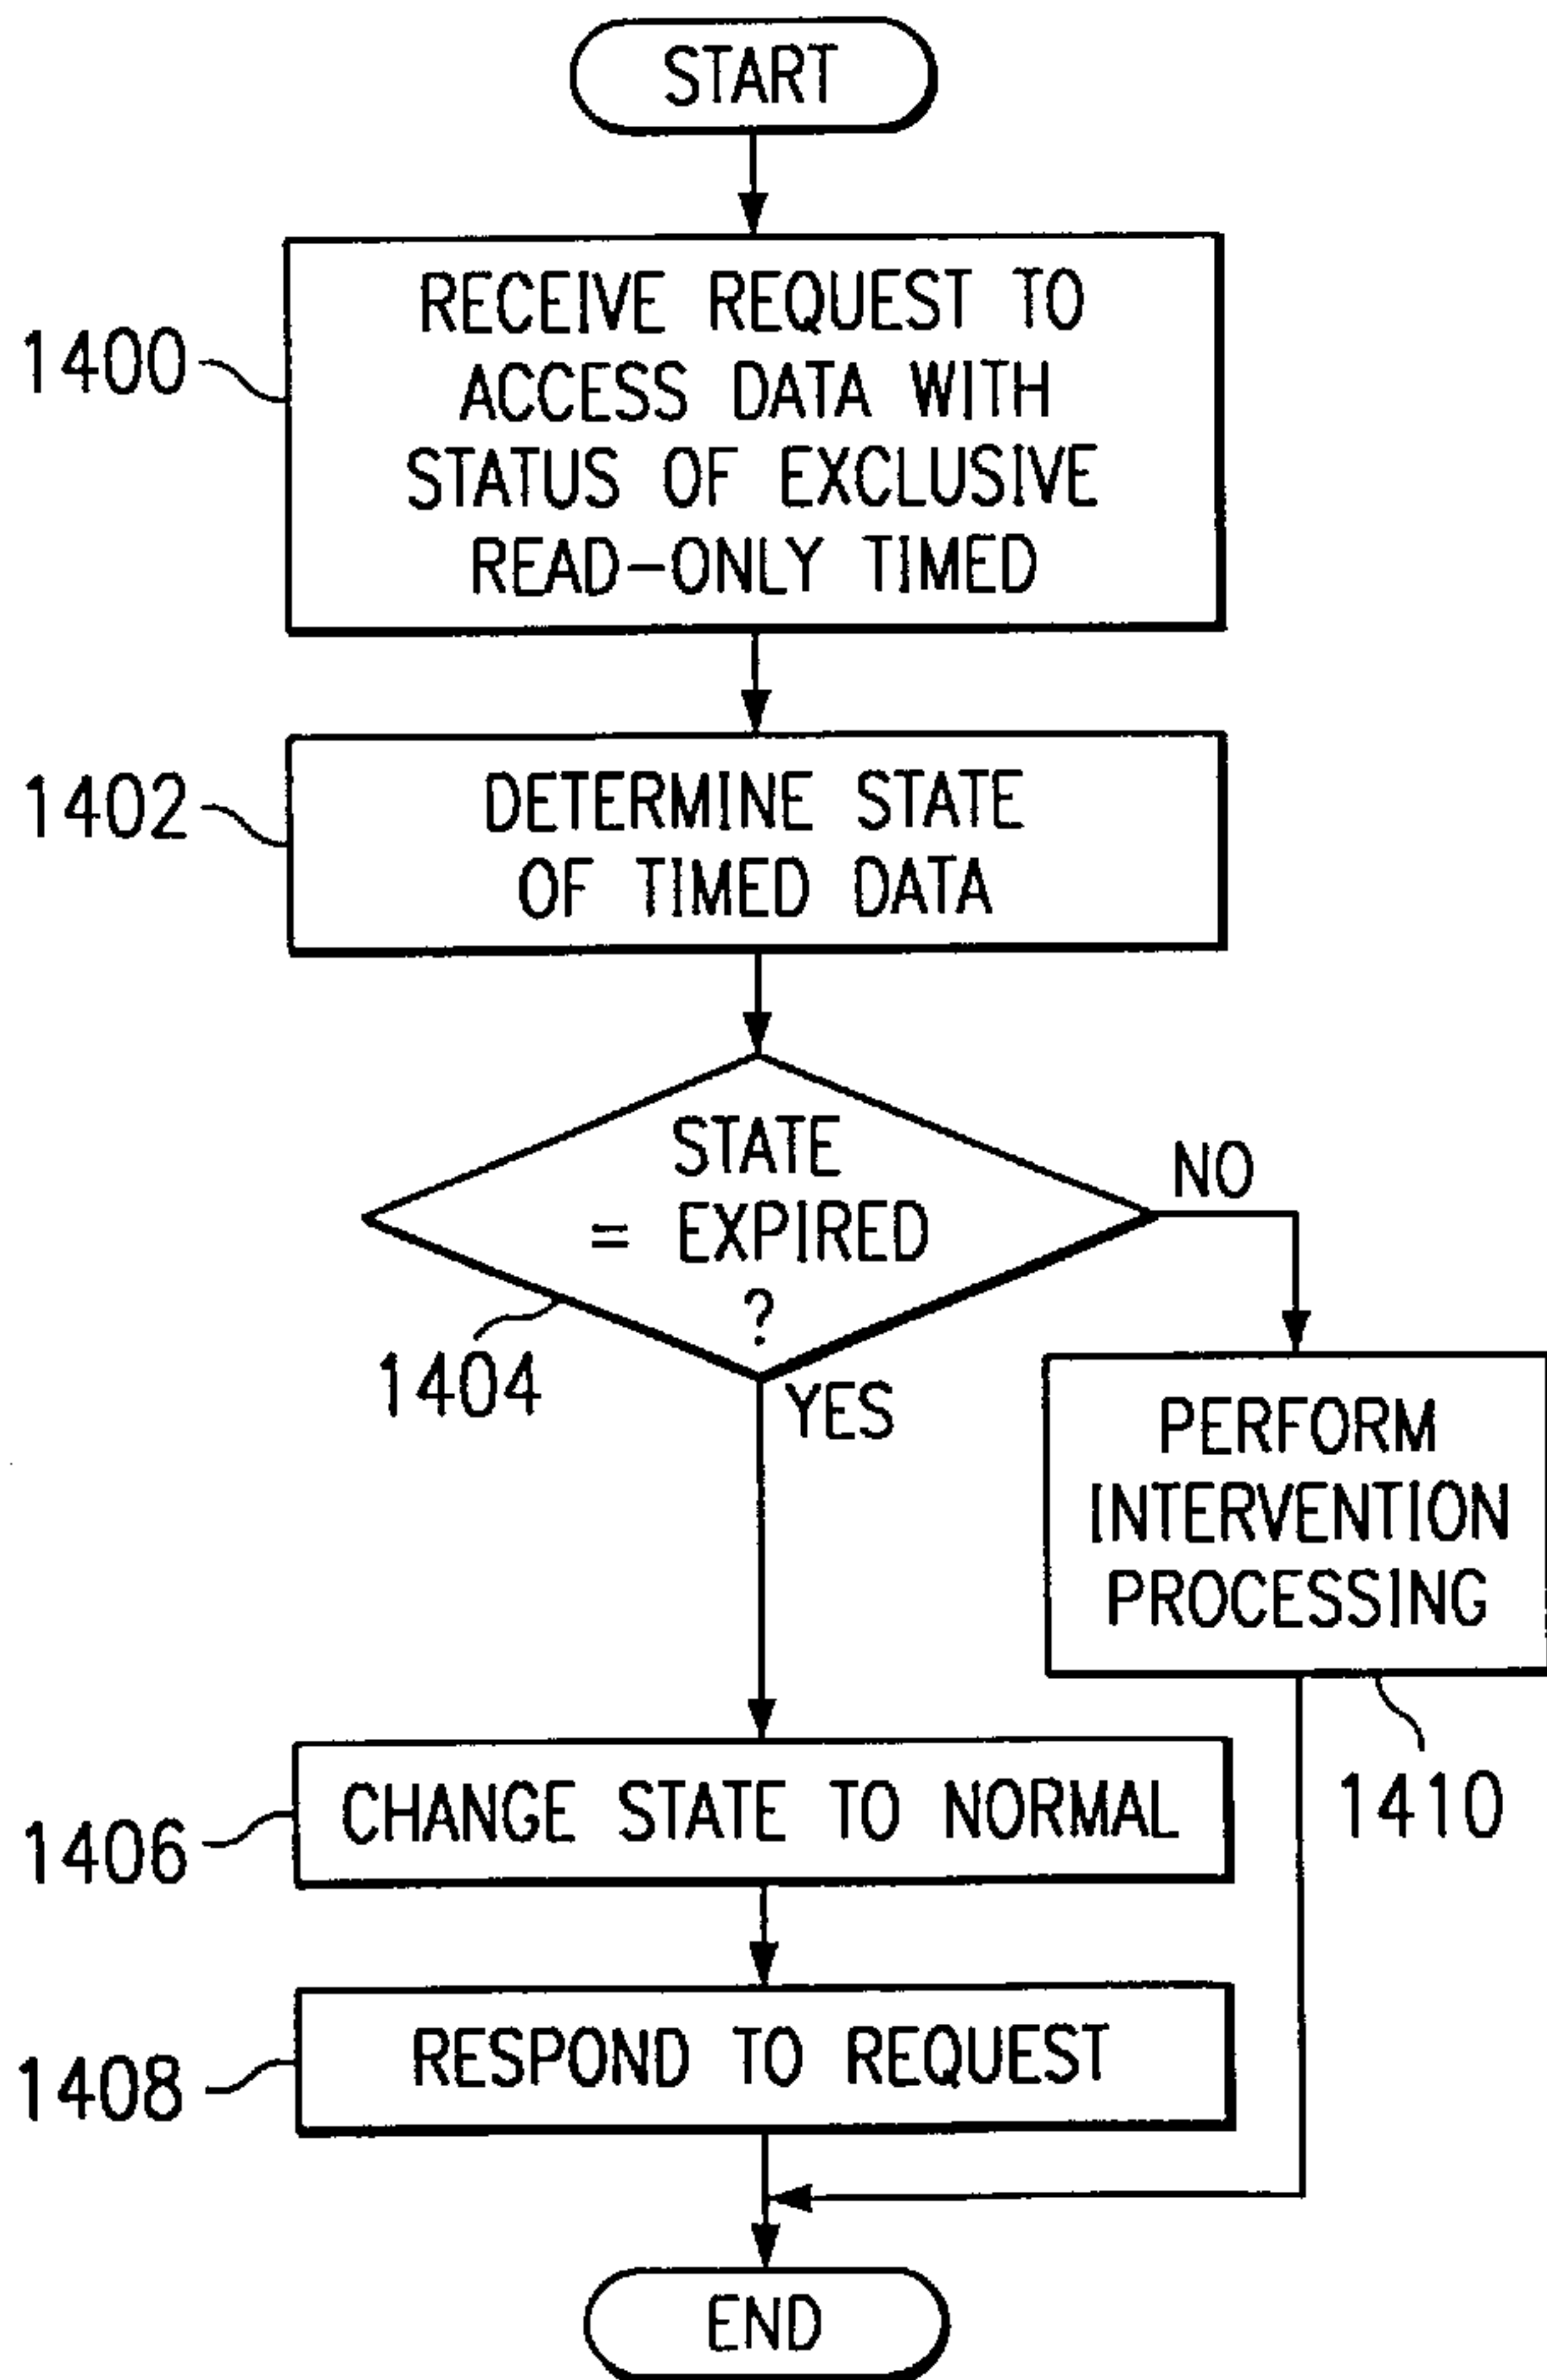 START
1400
RECEIVE REQUEST TO
ACCESS DATA WITH
STATUS OF EXCLUSIVE
READ-ONLY TIMED
1402
DETERMINE STATE
OF TIMED DATA
STATE
= EXPIRED
?
NO
1404
YES
PERFORM
INTERVENTION
PROCESSING
1410
1406
CHANGE STATE TO NORMAL
1408
RESPOND TO REQUEST
END